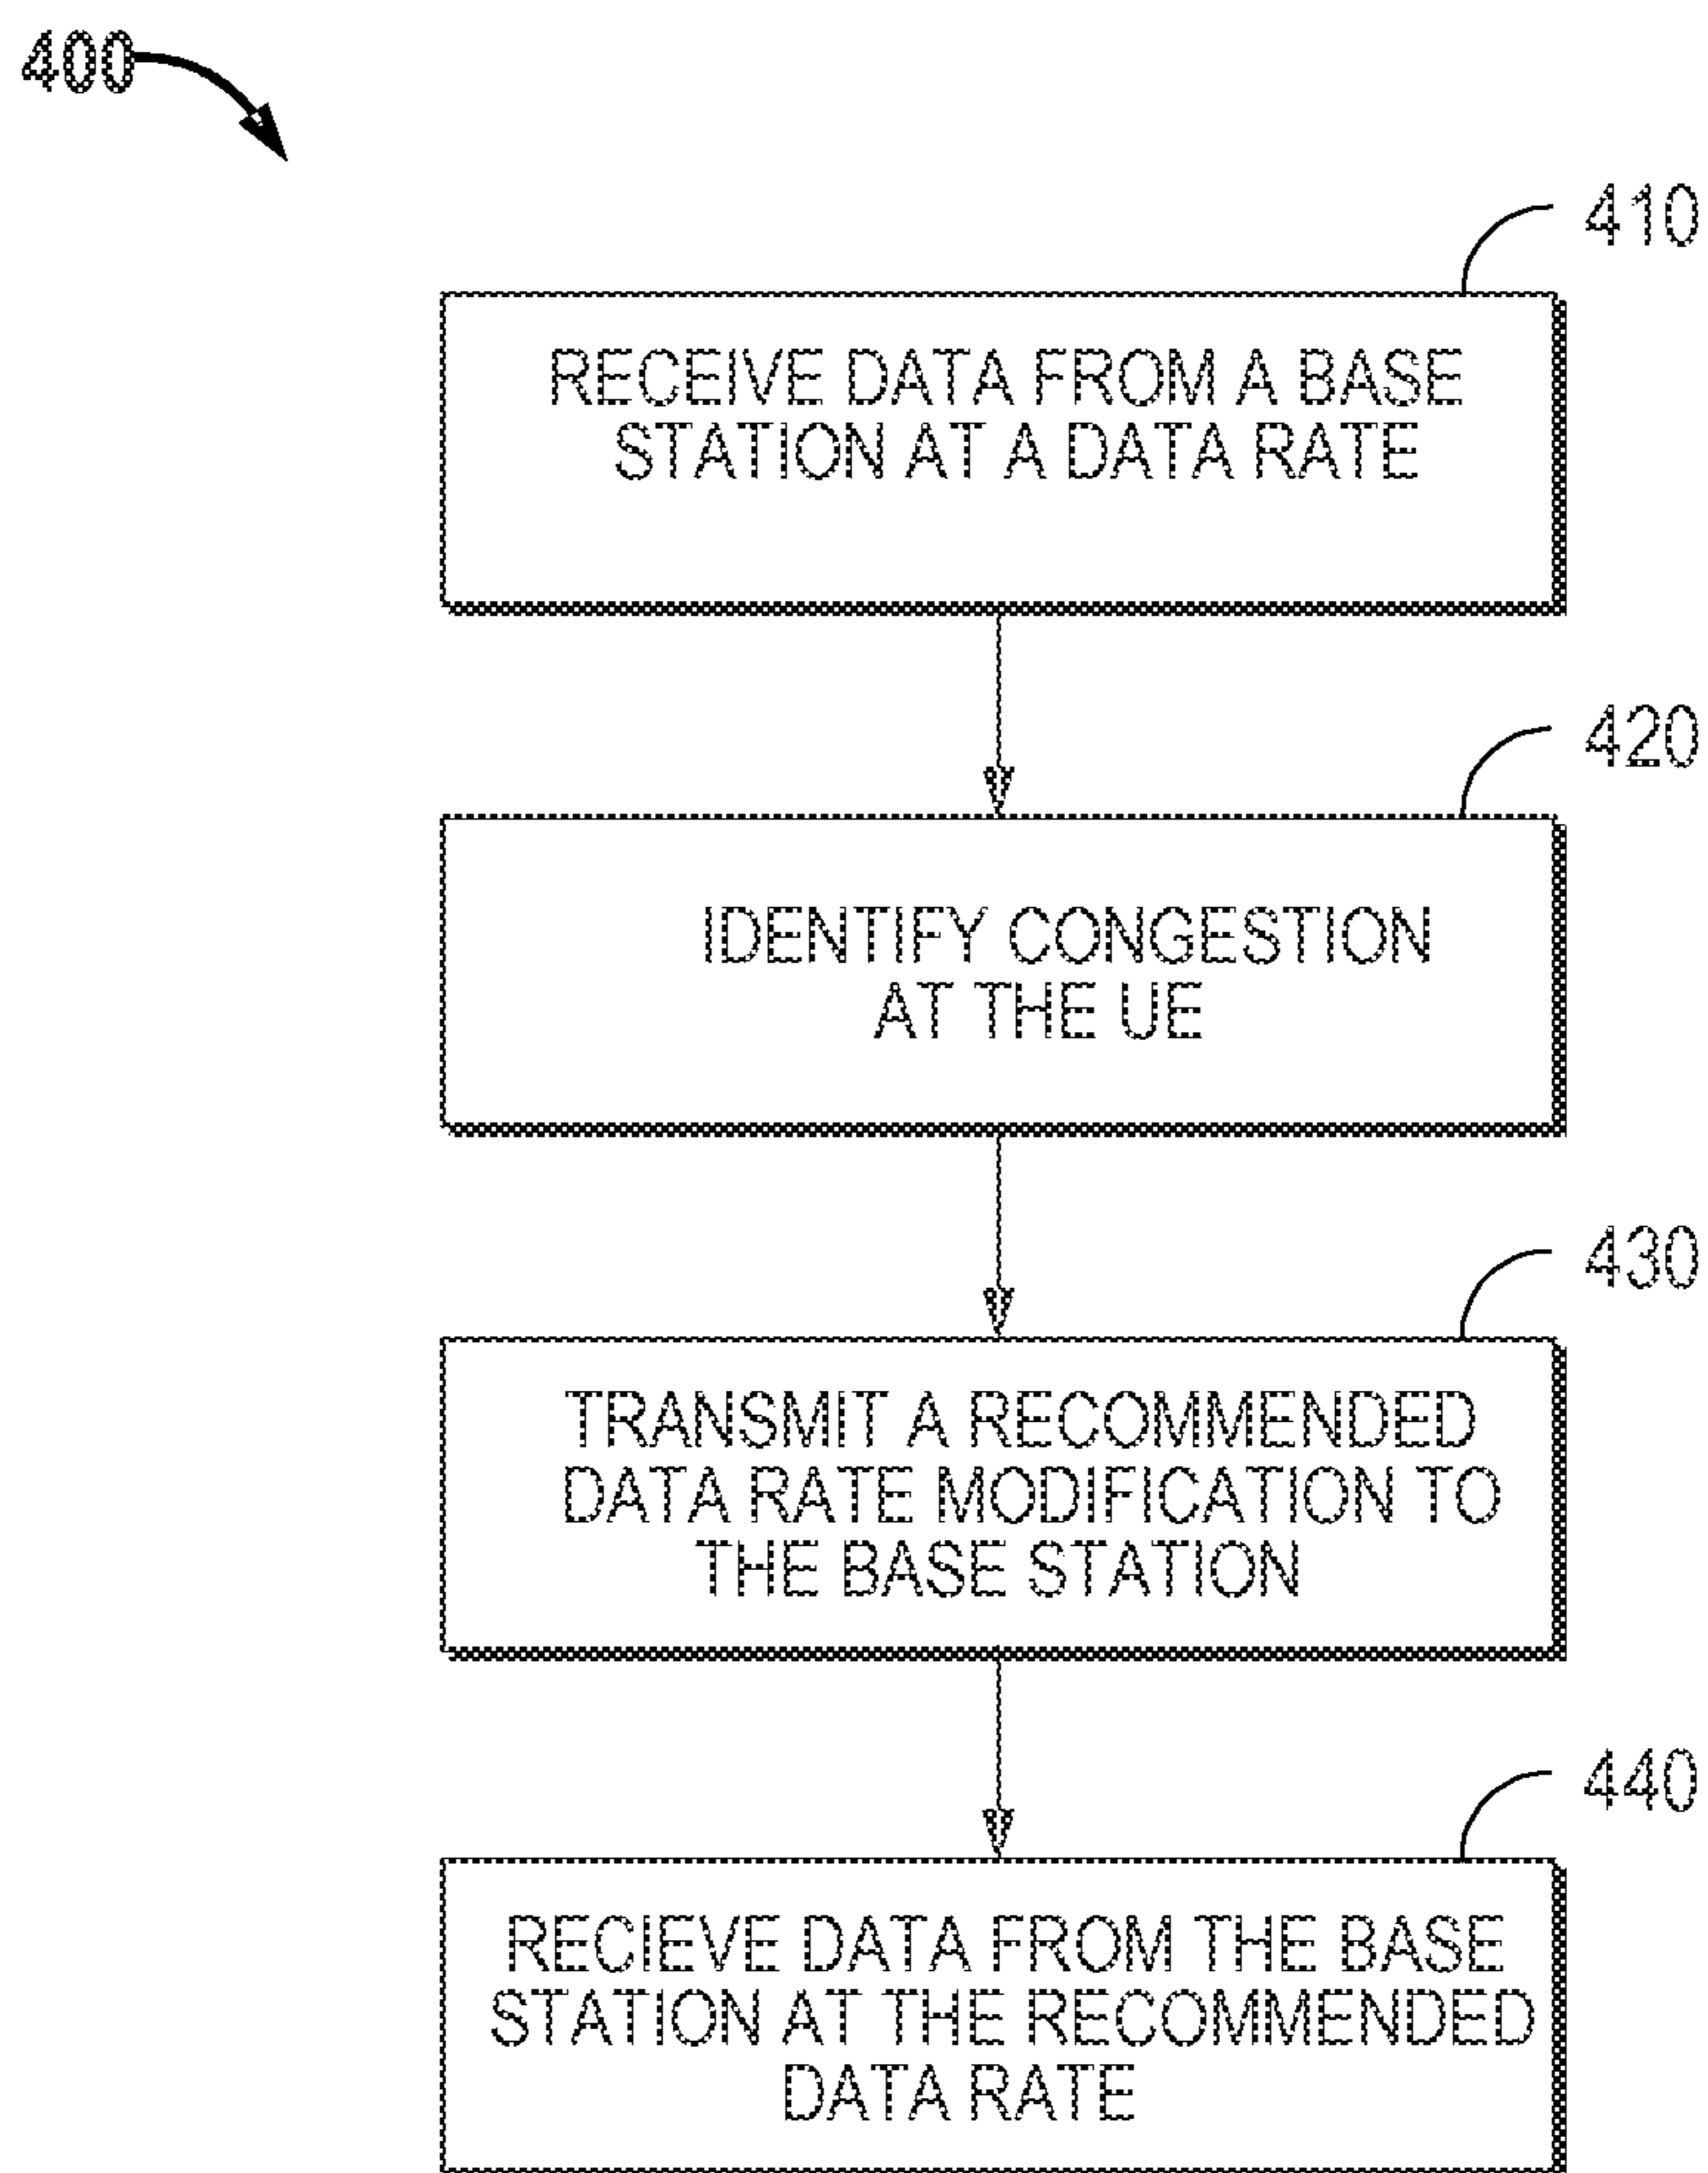 400
410
RECEIVE DATA FROM A BASE
STATION AT A DATA RATE
420
IDENTIFY CONGESTION
AT THE UE
430
TRANSMIT A RECOMMENDED
DATA RATE MODIFICATION TO
THE BASE STATION
440
RECIEVE DATA FROM THE BASE
STATION AT THE RECOMMENDED
DATA RATE